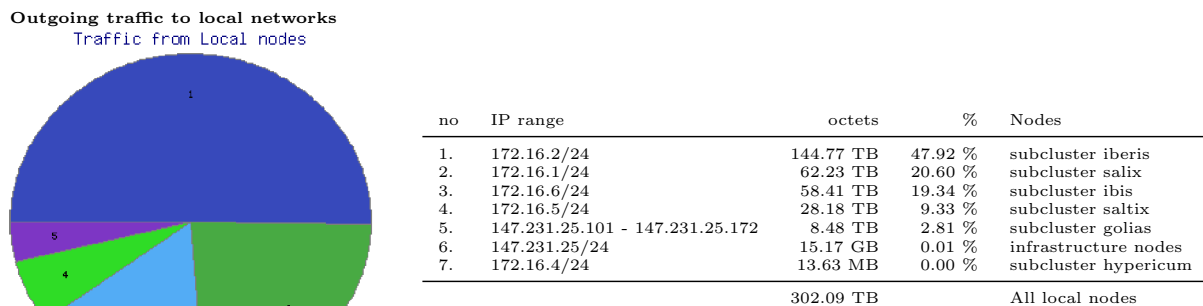 Outgoing traffic to local networks
Traffic from Local nodes
1
5
4
no IP range octets % Nodes
1. 172.16.2/24 144.77 TB 47.92 % subcluster iberis
2. 172.16.1/24 62.23 TB 20.60 % subcluster salix
3. 172.16.6/24 58.41 TB 19.34 % subcluster ibis
4. 172.16.5/24 28.18 TB 9.33 % subcluster saltix
5. 147.231.25.101 - 147.231.25.172 8.48 TB 2.81 % subcluster golias
6. 147.231.25/24 15.17 GB 0.01 % infrastructure nodes
7. 172.16.4/24 13.63 MB 0.00 % subcluster hypericum
302.09 TB All local nodes